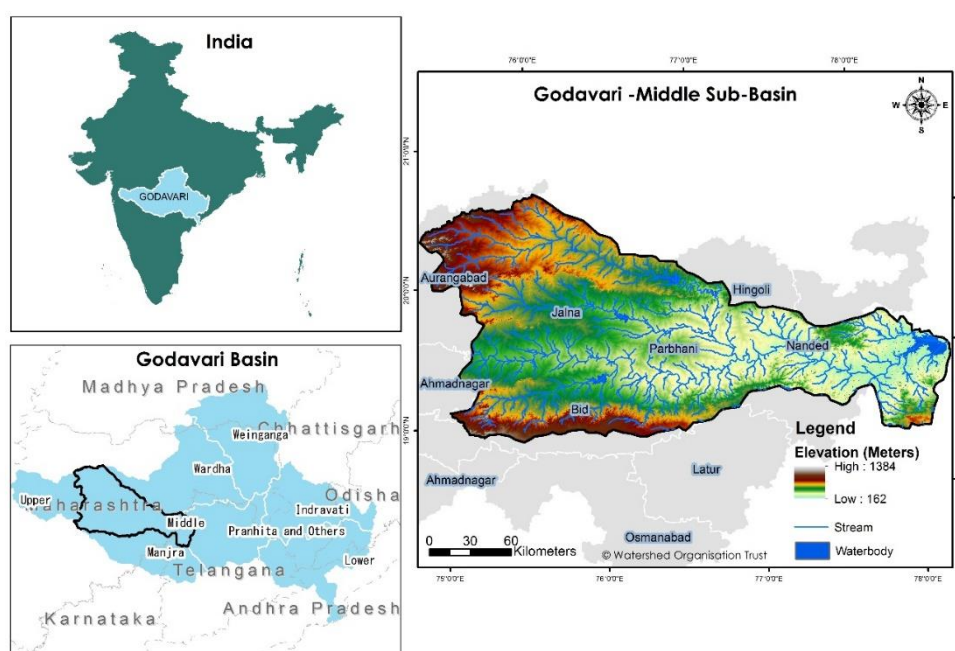 India
GODAVARI
Godavari Basin
Madhya Pradesh
Chhattisgarh
Weinganga
Wardha
Odisha
Upper
Maharashtra
Indravati
Middle
Pranhita and Others
Manjra
Lower
Telangana
Andhra Pradesh
Karnataka
76°0'0"E 77°0'0"E 78°0'0"E
Godavari -Middle Sub-Basin
N
W E
S
21°0'0"N
20°0'0"N
19°0'0"N
Aurangabad
Hingoli
Jalna
Parbhani
Nanded
Ahmadnagar
Bid
Latur
Ahmadnagar
Osmanabad
Legend
Elevation (Meters)
High : 1384
Low : 162
Stream
Waterbody
0 30 60
Kilometers
© Watershed Organisation Trust
75°0'0"E 76°0'0"E 77°0'0"E 78°0'0"E